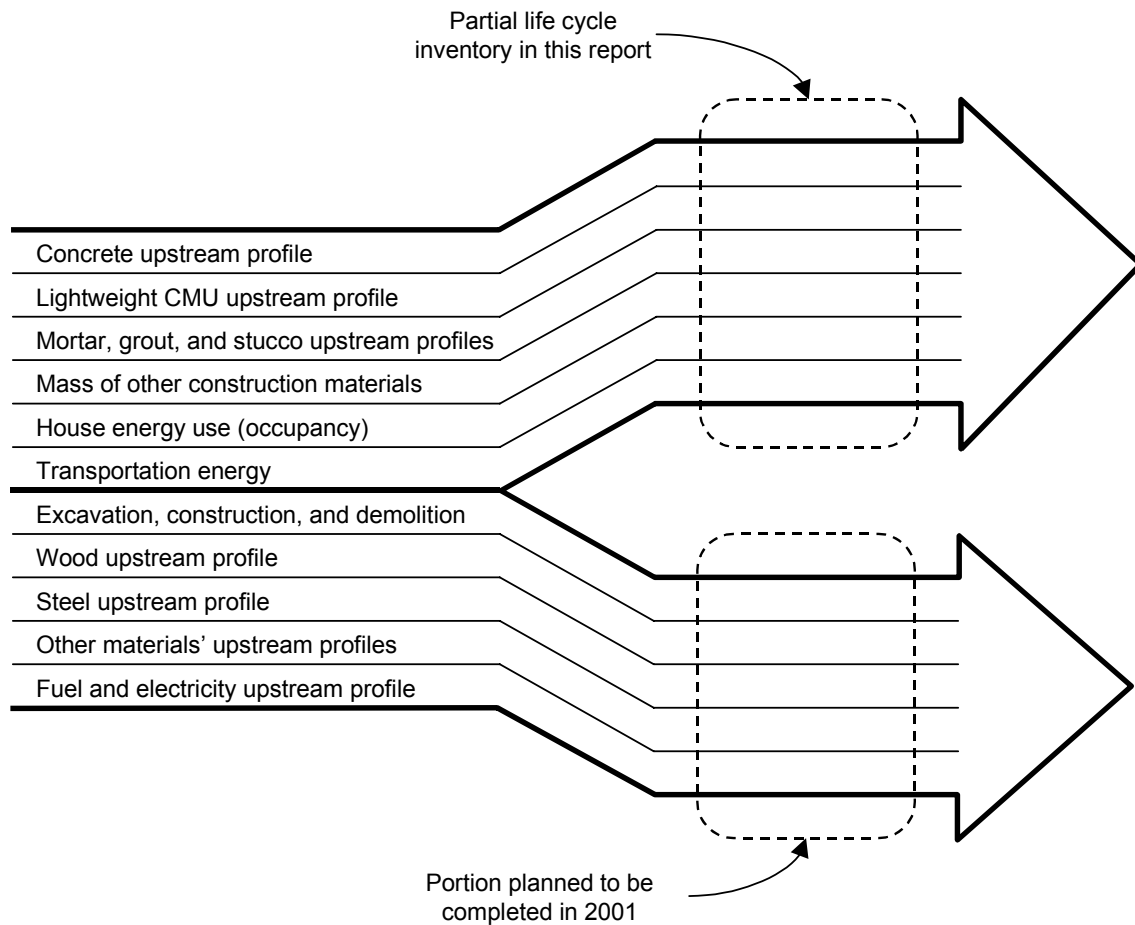 Partial life cycle
inventory in this report
Concrete upstream profile
Lightweight CMU upstream profile
Mortar, grout, and stucco upstream profiles
Mass of other construction materials
House energy use (occupancy)
Transportation energy
Excavation, construction, and demolition
Wood upstream profile
Steel upstream profile
Other materials’ upstream profiles
Fuel and electricity upstream profile
Portion planned to be
completed in 2001